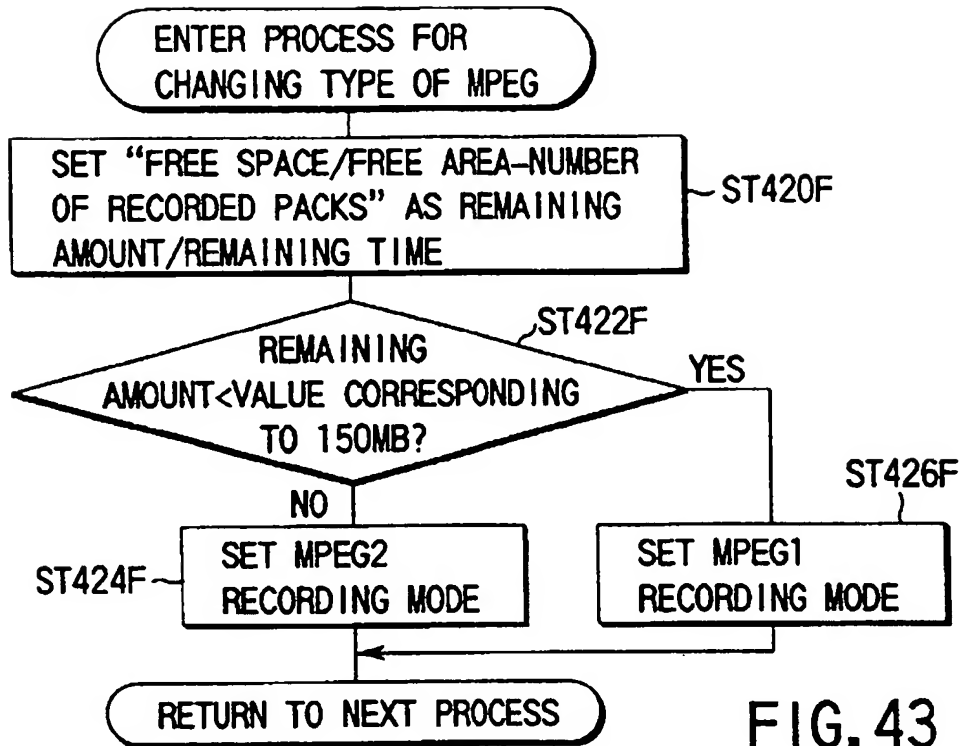 ENTER PROCESS FOR
CHANGING TYPE OF MPEG
SET “FREE SPACE/FREE AREA-NUMBER
OF RECORDED PACKS” AS REMAINING
AMOUNT/REMAINING TIME
ST420F
ST422F
REMAINING
AMOUNT<VALUE CORRESPONDING
TO 150MB?
YES
NO
ST426F
ST424F
SET MPEG2
RECORDING MODE
SET MPEG1
RECORDING MODE
RETURN TO NEXT PROCESS
FIG. 43